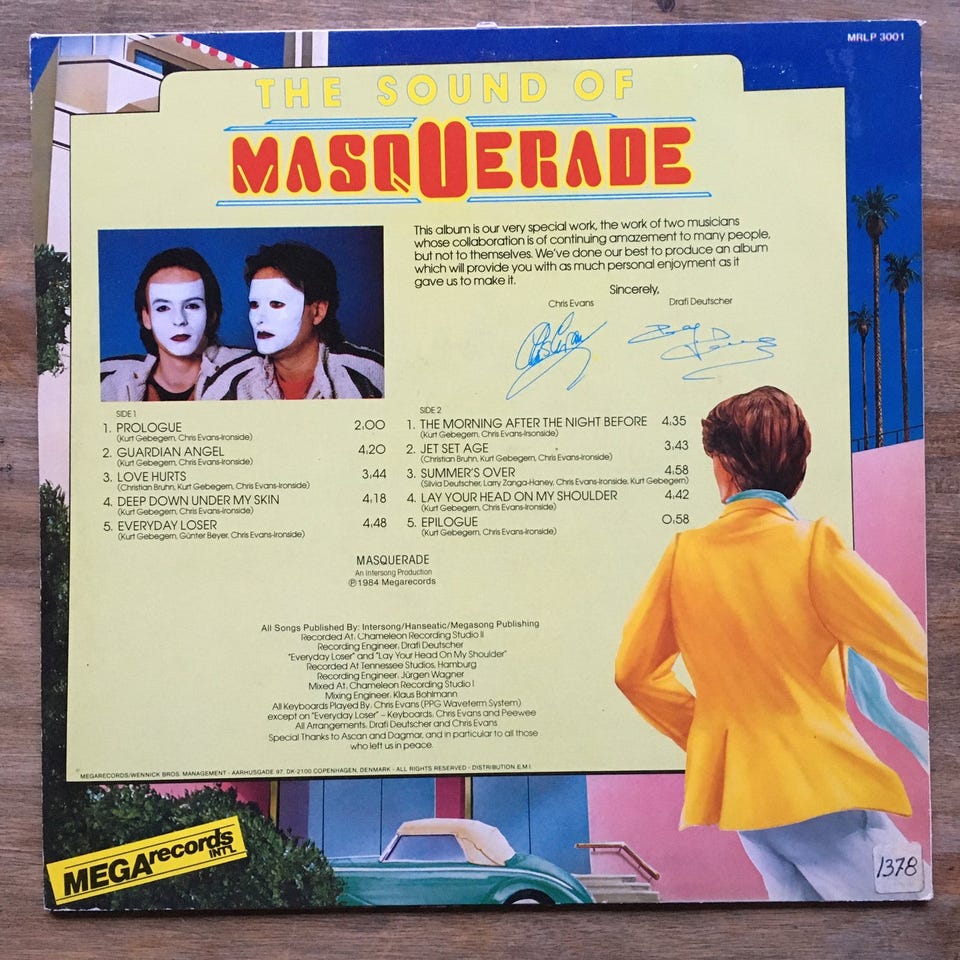 MRLP 3001
THE SOUND OF
MASQUERADE
This album is our very special work, the work of two musicians
whose collaboration is of continuing amazement to many people,
but not to themselves. We've done our best to produce an album
which will provide you with as much personal enjoyment as it
gave us to make it.
Sincerely,
Chris Evans Drafi Deutscher
SIDE 1
1. PROLOGUE 2.00
(Kurt Gebegern, Chris Evans-Ironside)
2. GUARDIAN ANGEL 4.20
(Kurt Gebegern, Chris Evans-Ironside)
3. LOVE HURTS 3.44
(Christian Bruhn, Kurt Gebegern, Chris Evans-Ironside)
4. DEEP DOWN UNDER MY SKIN 4.18
(Kurt Gebegern, Chris Evans-Ironside)
5. EVERYDAY LOSER 4.48
(Kurt Gebegern, Günter Beyer, Chris Evans-Ironside)
SIDE 2
1. THE MORNING AFTER THE NIGHT BEFORE 4.35
(Kurt Gebegern, Chris Evans-Irsonside)
2. JET SET AGE 3.43
(Christian Bruhn, Kurt Gebegern, Chris Evans-Ironside)
3. SUMMER'S OVER 4.58
(Silvia Deutscher, Larry Zanga-Haney, Chris Evans-Ironside, Kurt Gebegern)
4. LAY YOUR HEAD ON MY SHOULDER 4.42
(Kurt Gebegern, Chris Evans-Ironside)
5. EPILOGUE 0.58
(Kurt Gebegern, Chris Evans-Ironside)
MASQUERADE
An Intersong Production
℗ 1984 Megarecords
All Songs Published By: Intersong/Hanseatic/Megasong Publishing
Recorded At: Chameleon Recording Studio II
Recording Engineer: Drafi Deutscher
"Everyday Loser" and "Lay Your Head On My Shoulder"
Recorded At Tennessee Studios, Hamburg
Recording Engineer: Jürgen Wagner
Mixed At: Chameleon Recording Studio I
Mixing Engineer: Klaus Bohlmann
All Keyboards Played By: Chris Evans (PPG Waveterm System)
except on "Everyday Loser" – Keyboards: Chris Evans and Peewee
All Arrangements: Drafi Deutscher and Chris Evans
Special Thanks to Ascan and Dagmar, and in particular to all those
who left us in peace.
MEGARECORDS/WENNICK BROS. MANAGEMENT - AARHUSGADE 97, DK-2100 COPENHAGEN, DENMARK - ALL RIGHTS RESERVED - DISTRIBUTION E.M.I.
MEGArecords
INT'L
1378